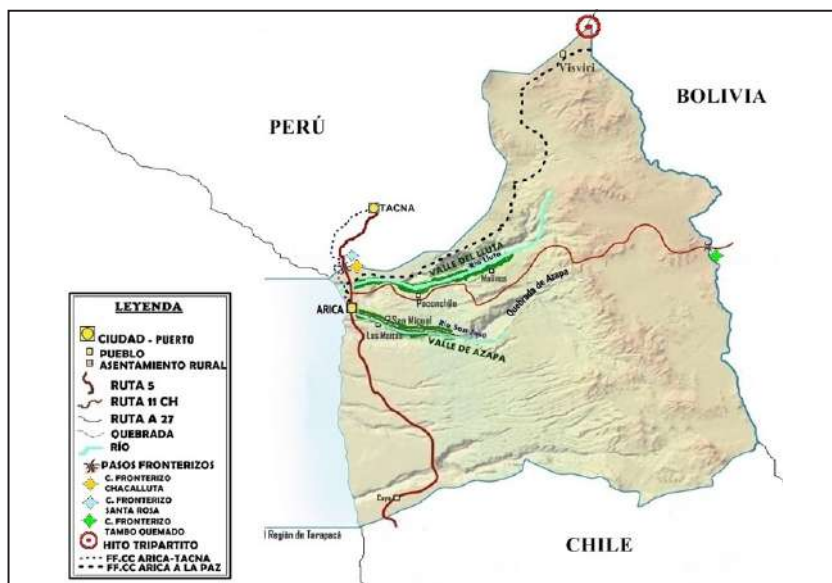 Visviri
BOLIVIA
PERÚ
TACNA
VALLE DEL LLUTA
Río Lluta
Molinos
Poconchile
Quebrada de Azapa
ARICA
San Miguel
Río San José
Las Maitas
VALLE DE AZAPA
Cuya
I Región de Tarapacá
CHILE
LEYENDA
CIUDAD - PUERTO
PUEBLO
ASENTAMIENTO RURAL
RUTA 5
RUTA 11 CH
RUTA A 27
QUEBRADA
RÍO
PASOS FRONTERIZOS
C. FRONTERIZO
CHACALLUTA
C. FRONTERIZO
SANTA ROSA
C. FRONTERIZO
TAMBO QUEMADO
HITO TRIPARTITO
FF.CC ARICA-TACNA
FF.CC ARICA A LA PAZ